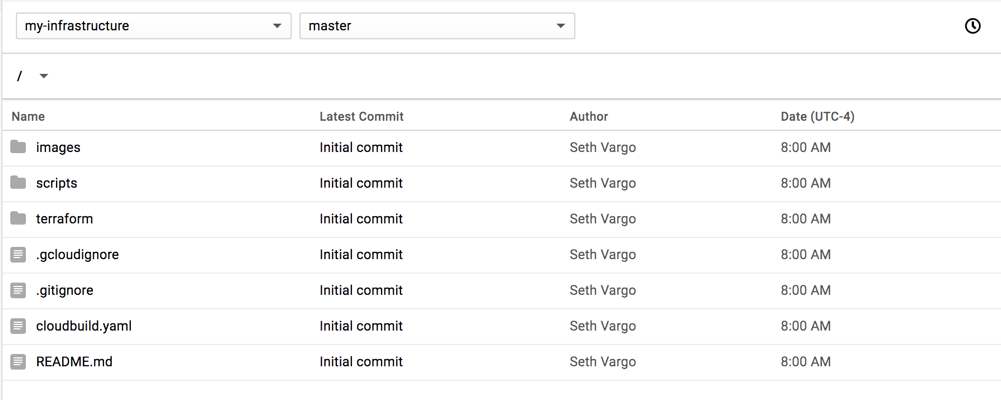 my-infrastructure master
/
Name Latest Commit Author Date (UTC-4)
images Initial commit Seth Vargo 8:00 AM
scripts Initial commit Seth Vargo 8:00 AM
terraform Initial commit Seth Vargo 8:00 AM
.gcloudignore Initial commit Seth Vargo 8:00 AM
.gitignore Initial commit Seth Vargo 8:00 AM
cloudbuild.yaml Initial commit Seth Vargo 8:00 AM
README.md Initial commit Seth Vargo 8:00 AM